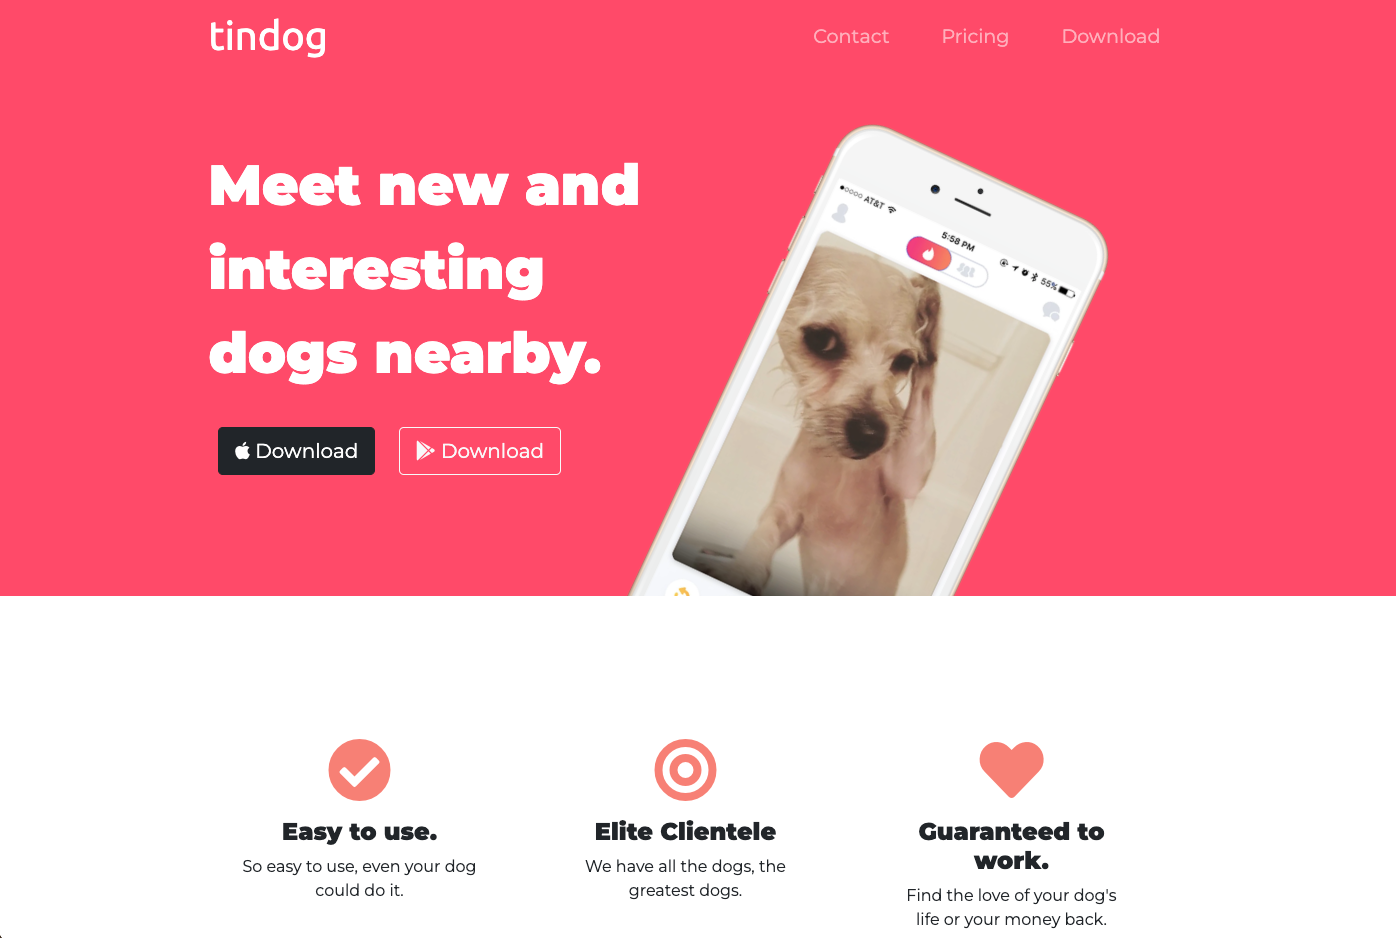 tindog
Contact
Pricing
Download
Meet new and
interesting
dogs nearby.
Download
Download
AT&T
5:58 PM
55%
Easy to use.
So easy to use, even your dog
could do it.
Elite Clientele
We have all the dogs, the
greatest dogs.
Guaranteed to
work.
Find the love of your dog's
life or your money back.